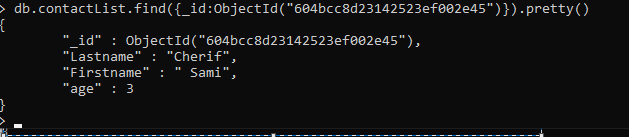 > db.contactList.find({_id:ObjectId("604bcc8d23142523ef002e45")}).pretty()
{
"_id" : ObjectId("604bcc8d23142523ef002e45"),
"Lastname" : "Cherif",
"Firstname" : " Sami",
"age" : 3
}
>